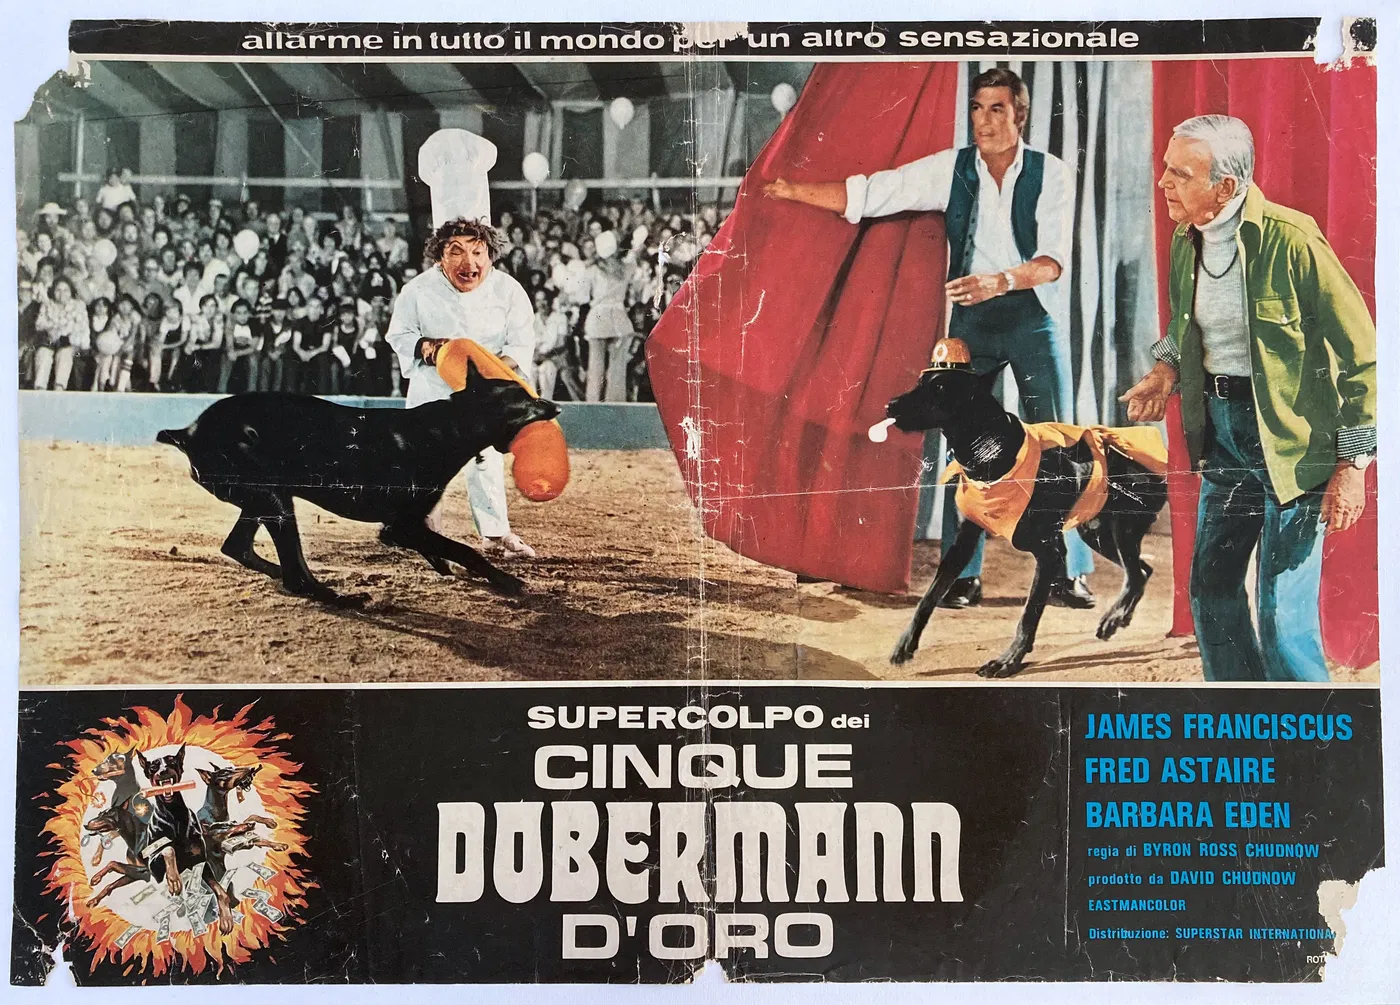 allarme in tutto il mondo per un altro sensazionale
SUPERCOLPO dei
CINQUE
DOBERMANN
D'ORO
JAMES FRANCISCUS
FRED ASTAIRE
BARBARA EDEN
regia di BYRON ROSS CHUDNOW
prodotto da DAVID CHUDNOW
EASTMANCOLOR
Distribuzione: SUPERSTAR INTERNATIONA